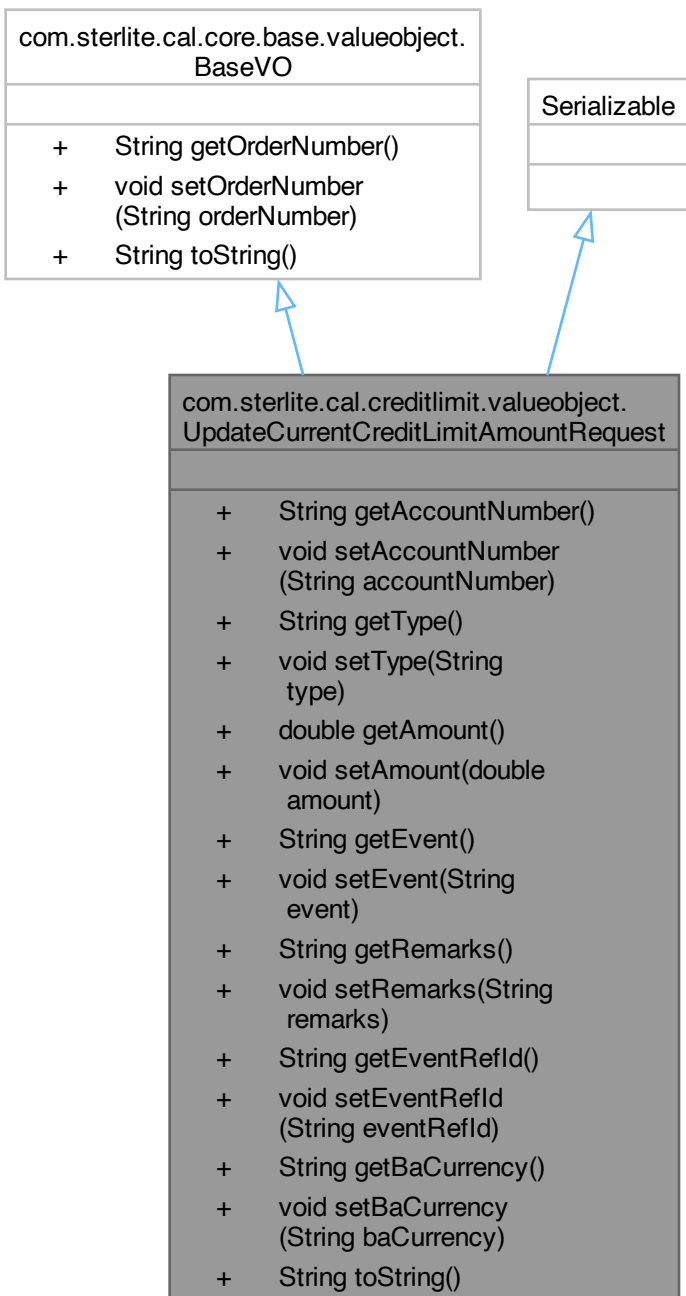 com.sterlite.cal.core.base.valueobject.
BaseVO
+ String getOrderNumber()
+ void setOrderNumber
(String orderNumber)
+ String toString()
Serializable
com.sterlite.cal.creditlimit.valueobject.
UpdateCurrentCreditLimitAmountRequest
+ String getAccountNumber()
+ void setAccountNumber
(String accountNumber)
+ String getType()
+ void setType(String
type)
+ double getAmount()
+ void setAmount(double
amount)
+ String getEvent()
+ void setEvent(String
event)
+ String getRemarks()
+ void setRemarks(String
remarks)
+ String getEventRefId()
+ void setEventRefId
(String eventRefId)
+ String getBaCurrency()
+ void setBaCurrency
(String baCurrency)
+ String toString()